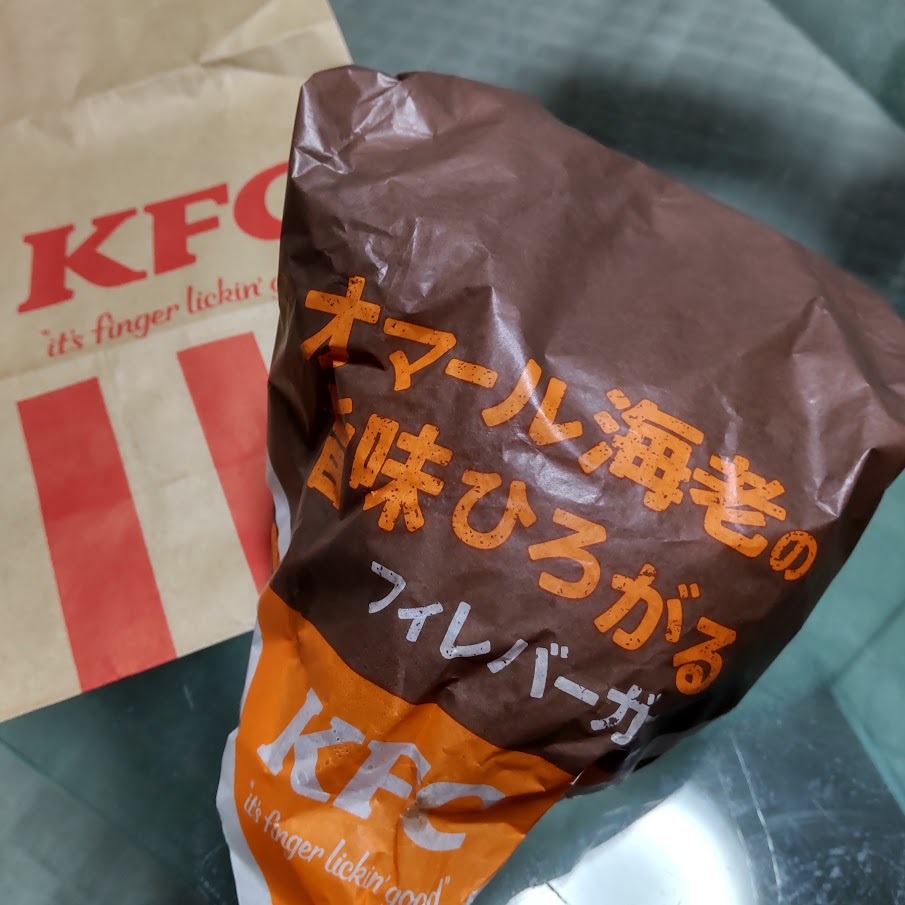 KFC
"it's finger lickin' g
オマール海老の
旨味ひろがる
フィレバーガ
KFC
it's finger lickin' good"